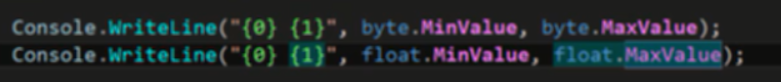 Console.WriteLine("{0} {1}", byte.MinValue, byte.MaxValue);
Console.WriteLine("{0} {1}", float.MinValue, float.MaxValue);